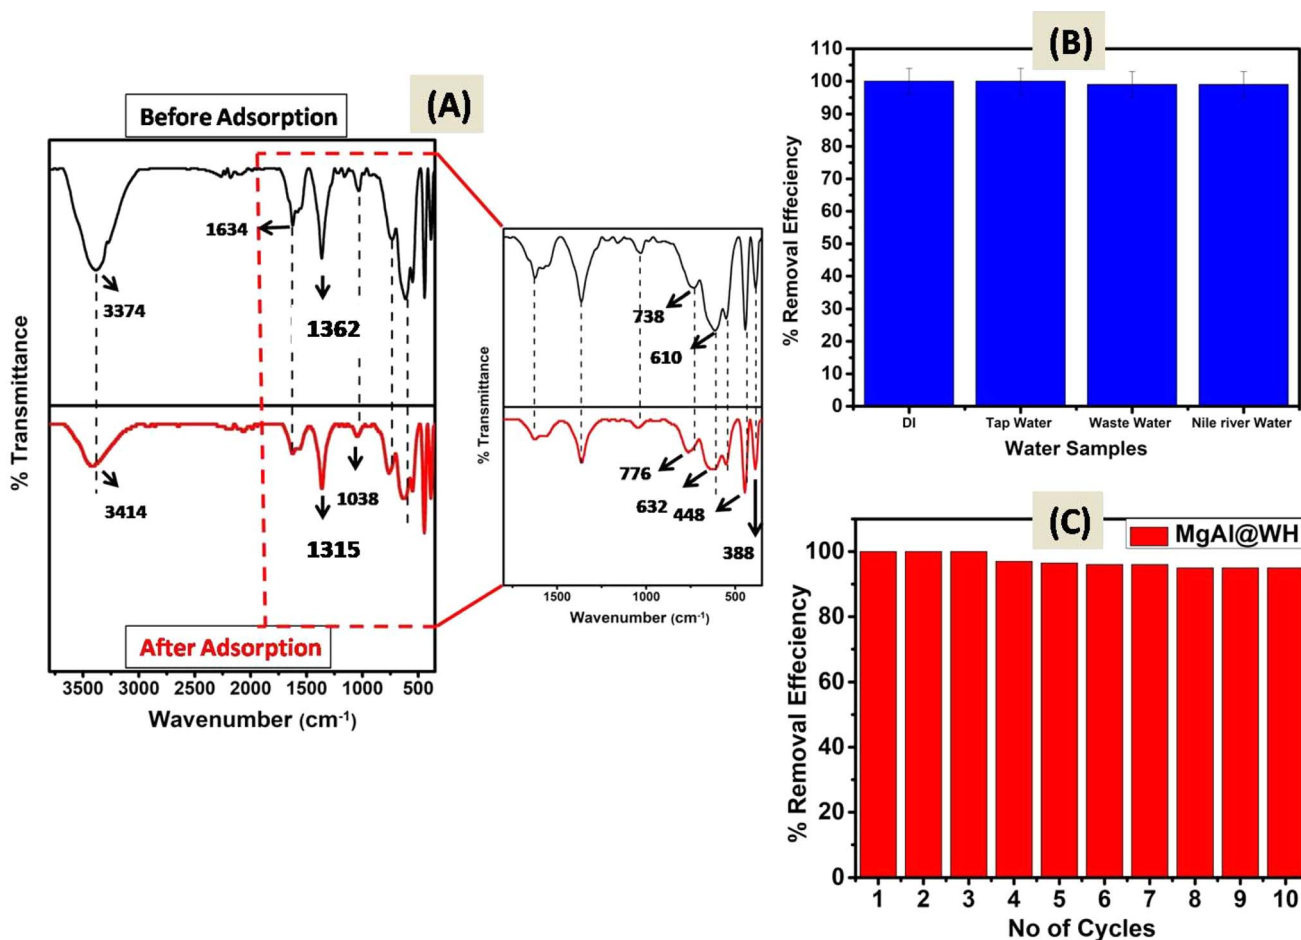 (A)
Before Adsorption
1634
3374
1362
3414
1315
1038
After Adsorption
% Transmittance
3500 3000 2500 2000 1500 1000 500
Wavenumber (cm-1)
738
610
776
632
448
388
% Transmittance
1500 1000 500
Wavenumber (cm-1)
(B)
110
100
90
80
70
60
50
40
30
20
10
0
% Removal Effeciency
DI Tap Water Waste Water Nile river Water
Water Samples
(C)
MgAl@WH
100
80
60
40
20
0
% Removal Effeciency
1 2 3 4 5 6 7 8 9 10
No of Cycles